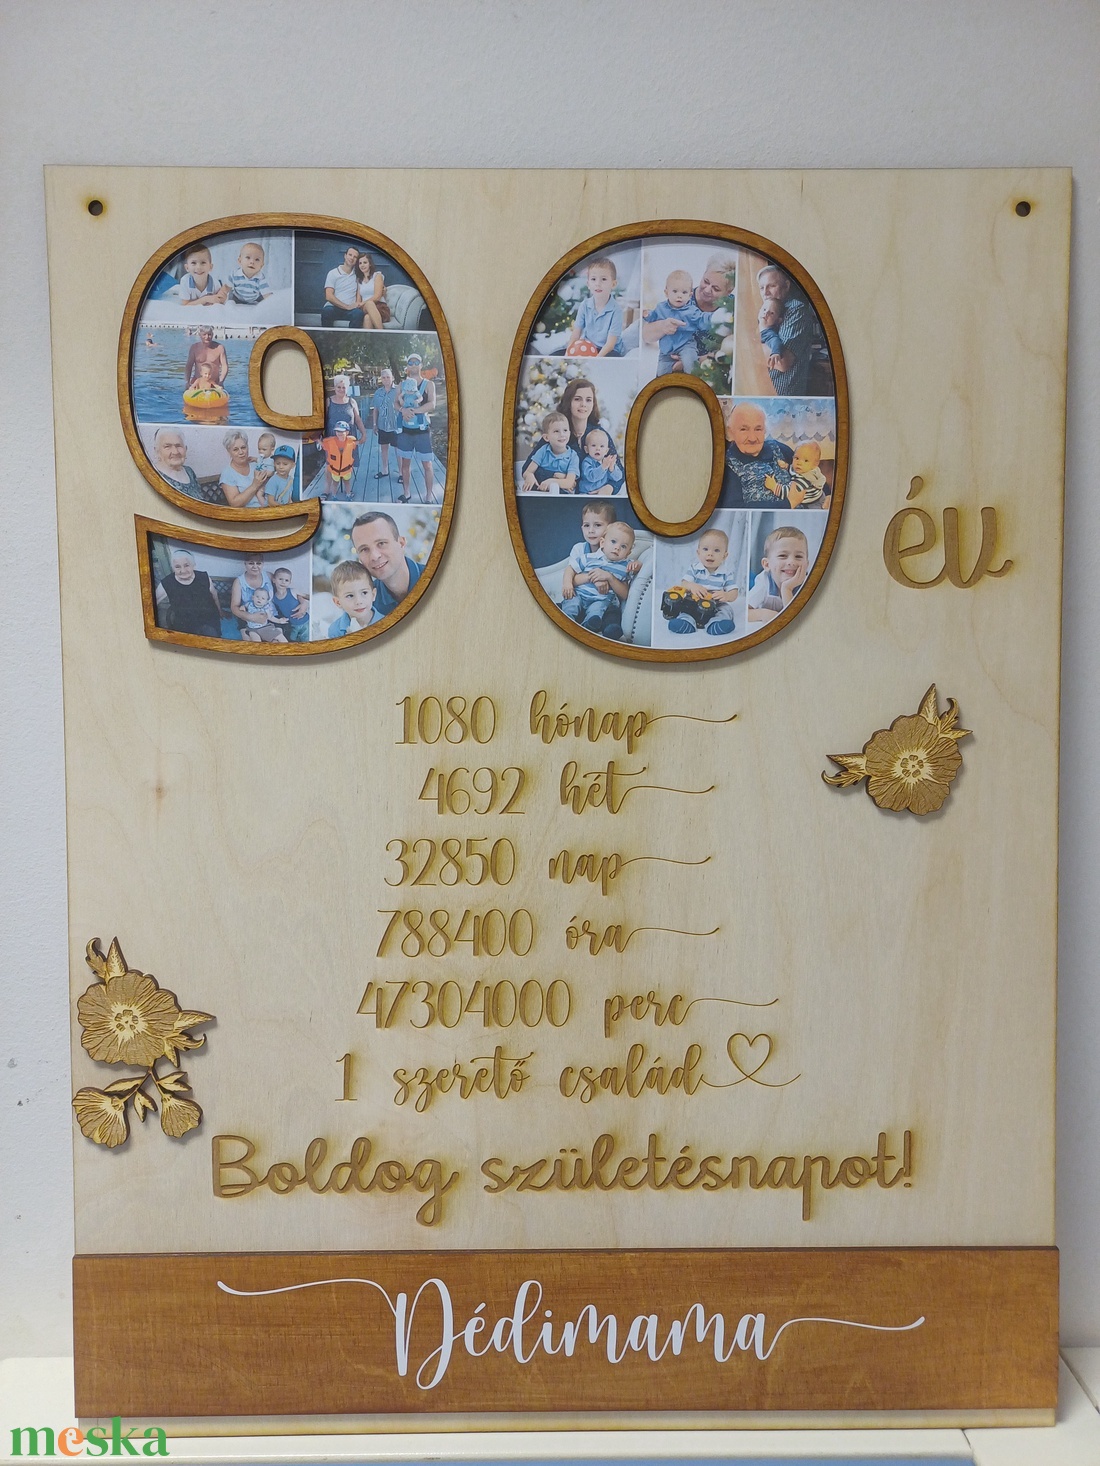 90 év
1080 hónap
4692 hét
32850 nap
788400 óra
47304000 perc
1 szerető család
Boldog születésnapot!
Dédimama
meska